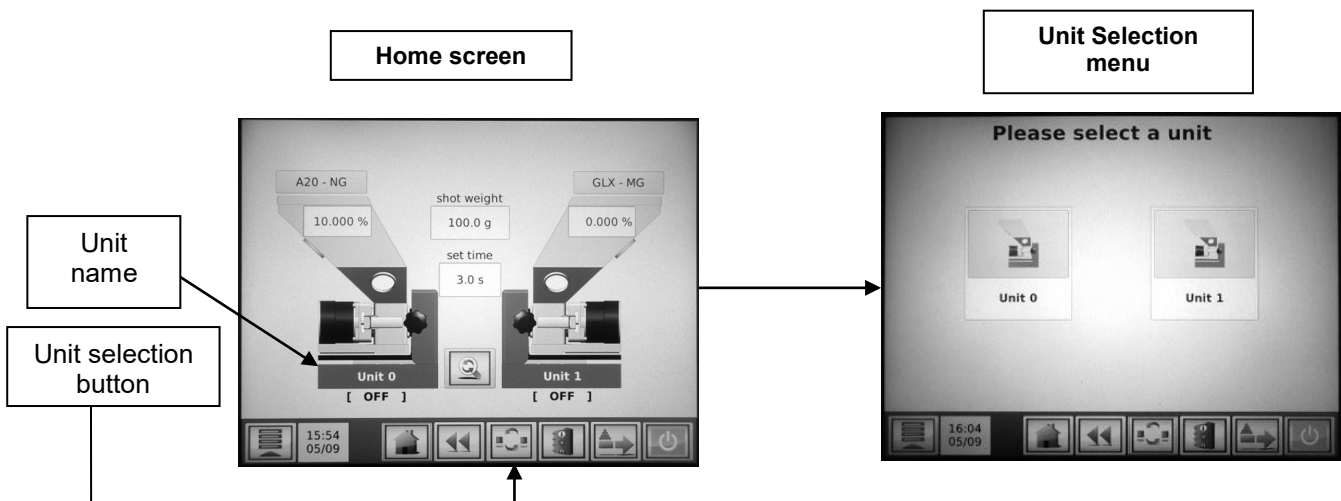 Home screen
Unit Selection
menu
Unit
name
Unit selection
button
A20 - NG
GLX - MG
10.000 %
shot weight
100.0 g
0.000 %
set time
3.0 s
Unit 0
Unit 1
[ OFF ]
[ OFF ]
15:54
05/09
Please select a unit
Unit 0
Unit 1
16:04
05/09